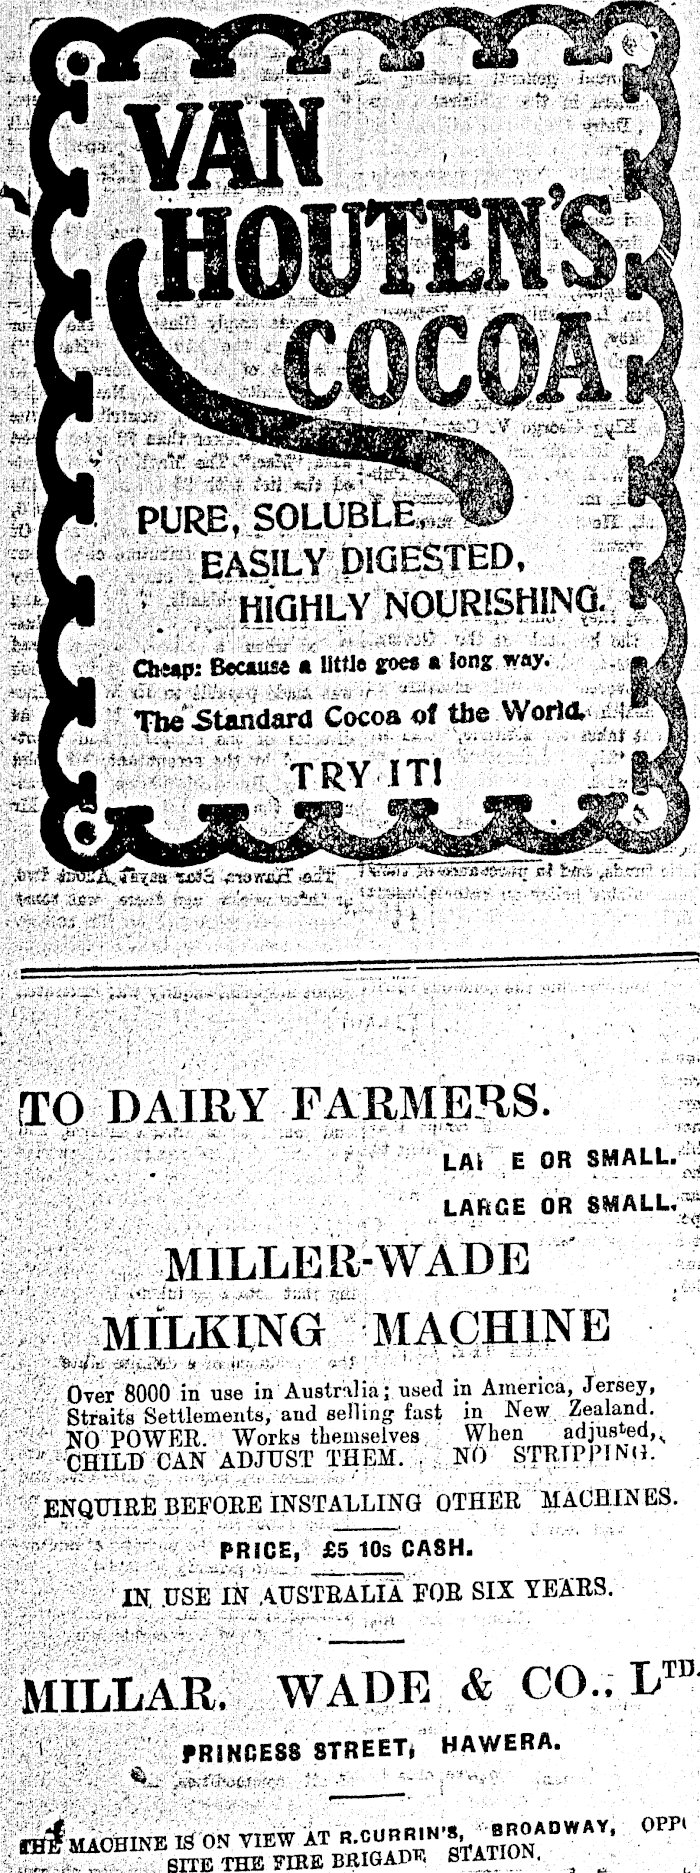 VAN
HOUTEN'S
COCOA
PURE, SOLUBLE,
EASILY DIGESTED,
HIGHLY NOURISHING.
Cheap: Because a little goes a long way.
The Standard Cocoa of the World.
TRY IT!
TO DAIRY FARMERS.
LA E OR SMALL.
LARGE OR SMALL.
MILLER-WADE
MILKING MACHINE
Over 8000 in use in Australia; used in America, Jersey,
Straits Settlements, and selling fast in New Zealand.
NO POWER. Works themselves When adjusted,
CHILD CAN ADJUST THEM. NO STRIPPING.
ENQUIRE BEFORE INSTALLING OTHER MACHINES.
PRICE, £5 10s CASH.
IN USE IN AUSTRALIA FOR SIX YEARS.
MILLAR, WADE & CO., LTD.
PRINCESS STREET, HAWERA.
THE MACHINE IS ON VIEW AT R. CURRIN'S, BROADWAY, OPPO
SITE THE FIRE BRIGADE STATION.